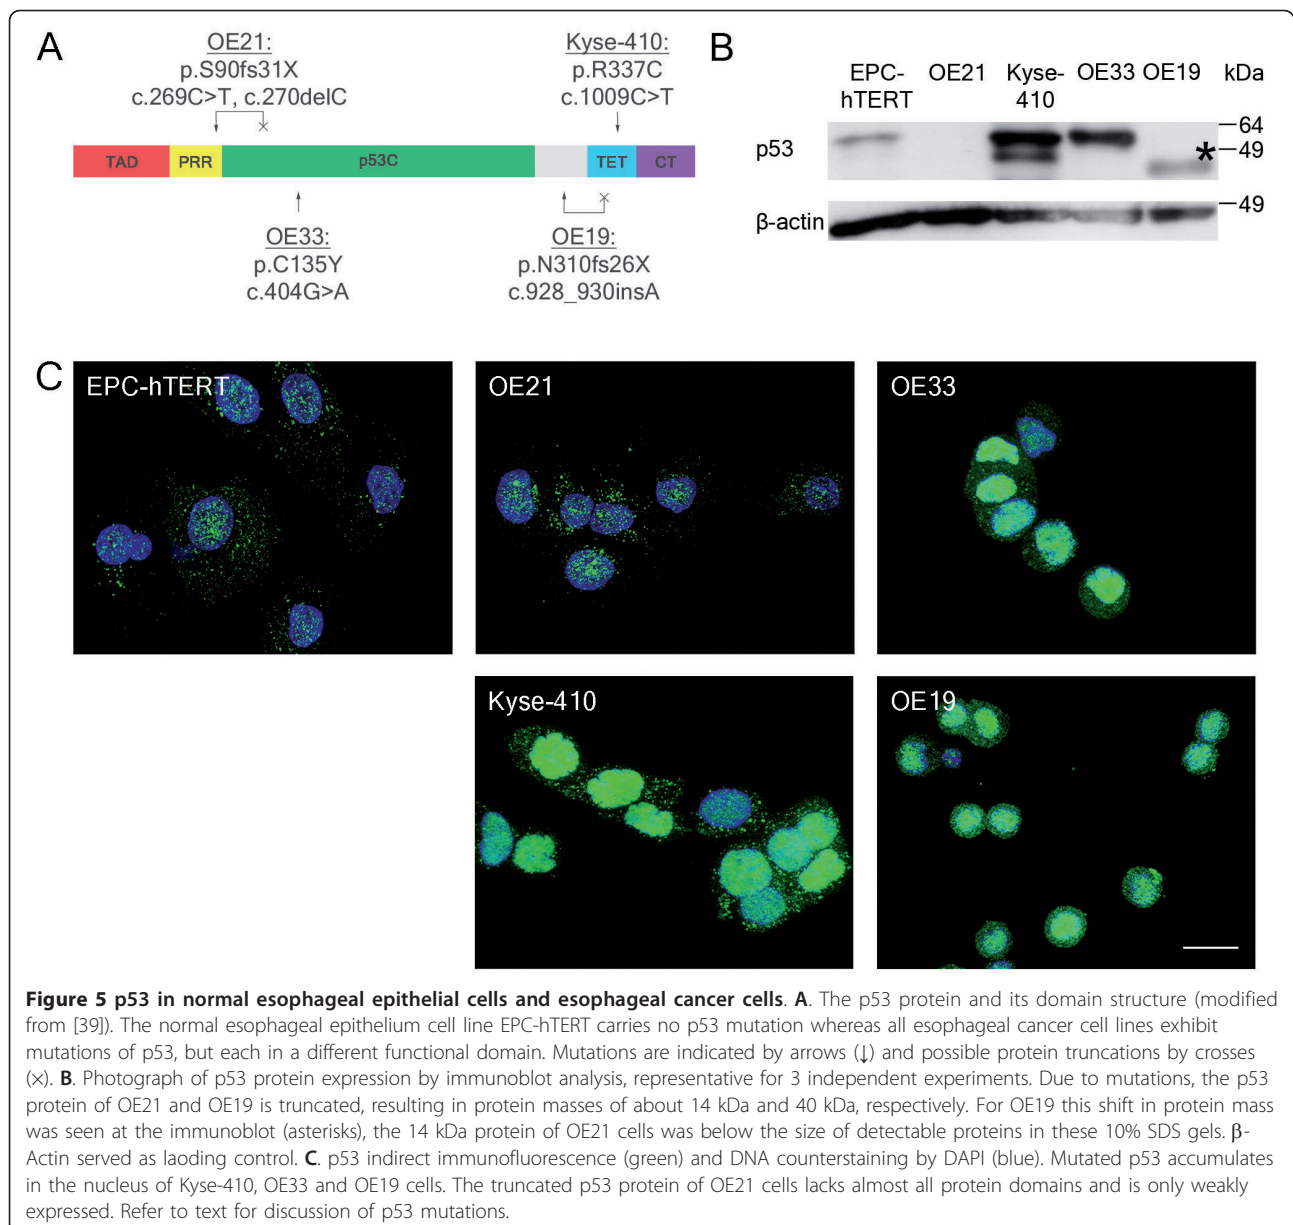 A
OE21:
p.S90fs31X
c.269C>T, c.270delC
Kyse-410:
p.R337C
c.1009C>T
TAD PRR p53C TET CT
OE33:
p.C135Y
c.404G>A
OE19:
p.N310fs26X
c.928_930insA
B
EPC-hTERT OE21 Kyse-410 OE33 OE19 kDa
p53
64
49
*
β-actin
49
C
EPC-hTERT
OE21
OE33
Kyse-410
OE19
Figure 5 p53 in normal esophageal epithelial cells and esophageal cancer cells. A. The p53 protein and its domain structure (modified
from [39]). The normal esophageal epithelium cell line EPC-hTERT carries no p53 mutation whereas all esophageal cancer cell lines exhibit
mutations of p53, but each in a different functional domain. Mutations are indicated by arrows (↓) and possible protein truncations by crosses
(×). B. Photograph of p53 protein expression by immunoblot analysis, representative for 3 independent experiments. Due to mutations, the p53
protein of OE21 and OE19 is truncated, resulting in protein masses of about 14 kDa and 40 kDa, respectively. For OE19 this shift in protein mass
was seen at the immunoblot (asterisks), the 14 kDa protein of OE21 cells was below the size of detectable proteins in these 10% SDS gels. β-
Actin served as laoding control. C. p53 indirect immunofluorescence (green) and DNA counterstaining by DAPI (blue). Mutated p53 accumulates
in the nucleus of Kyse-410, OE33 and OE19 cells. The truncated p53 protein of OE21 cells lacks almost all protein domains and is only weakly
expressed. Refer to text for discussion of p53 mutations.